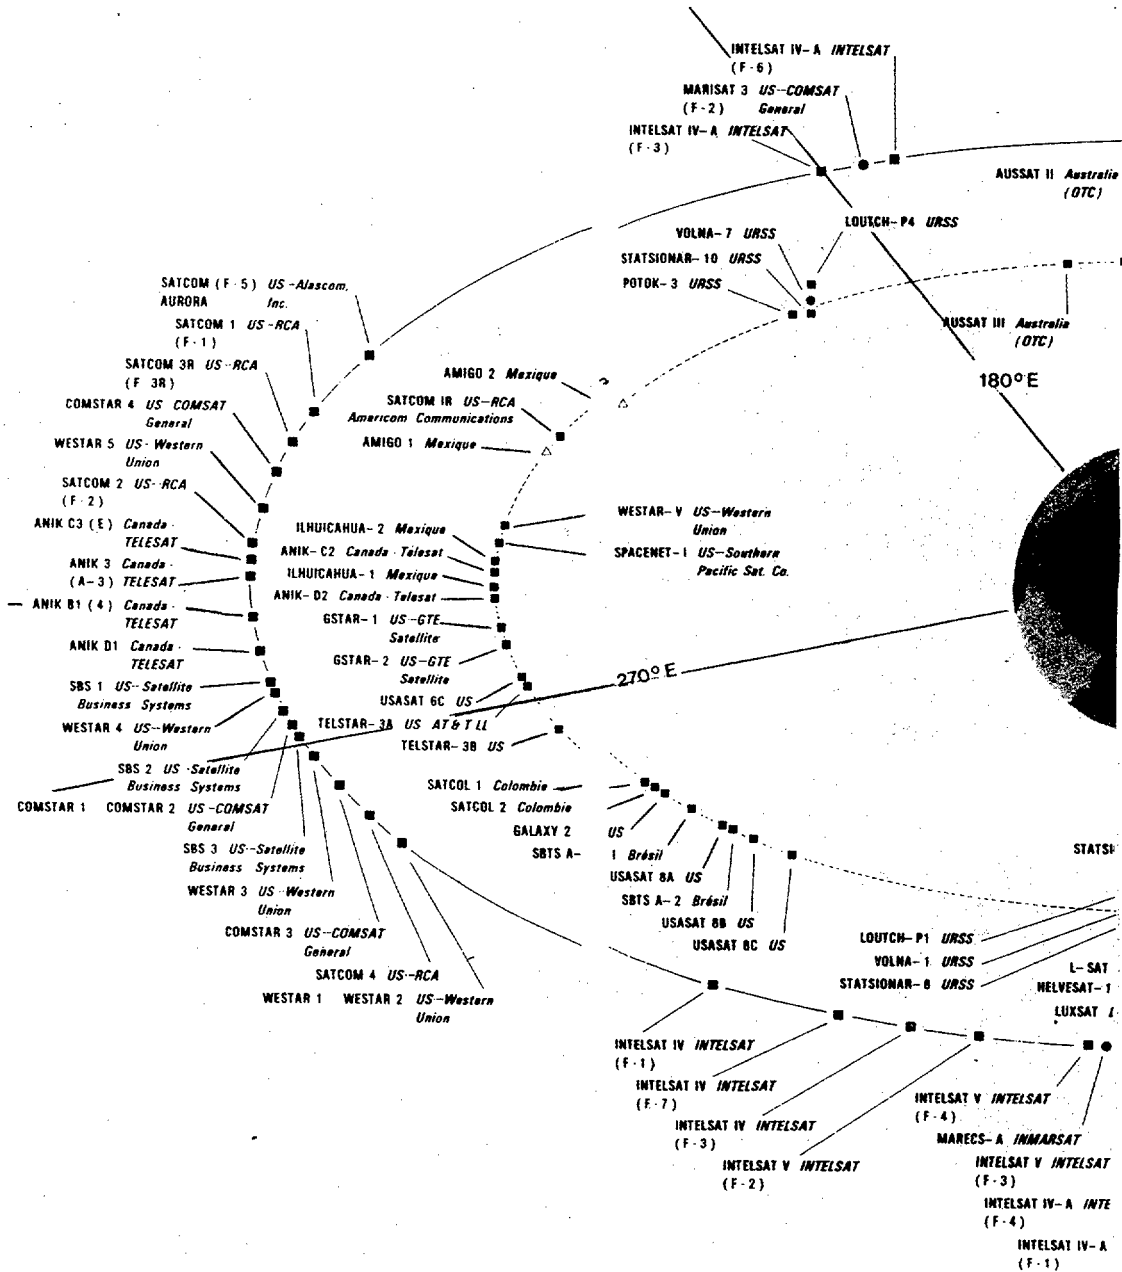 INTELSAT IV-A INTELSAT
(F-6)
MARISAT 3 US-COMSAT
(F-2) General
INTELSAT IV-A INTELSAT
(F-3)
AUSSAT II Australia
(OTC)
LOUTCH-P4 URSS
VOLNA-7 URSS
STATSIONAR-10 URSS
POTOK-3 URSS
AUSSAT III Australia
(OTC)
180°E
SATCOM (F-5) US-Alascom,
AURORA Inc.
SATCOM 1 US-RCA
(F-1)
SATCOM 3R US-RCA
(F 3R)
COMSTAR 4 US COMSAT
General
WESTAR 5 US-Western
Union
SATCOM 2 US-RCA
(F-2)
ANIK C3 (E) Canada-
TELESAT
ANIK 3 Canada-
(A-3) TELESAT
ANIK B1 (4) Canada-
TELESAT
ANIK D1 Canada-
TELESAT
SBS 1 US-Satellite
Business Systems
WESTAR 4 US-Western
Union
SBS 2 US-Satellite
Business Systems
COMSTAR 1 COMSTAR 2 US-COMSAT
General
SBS 3 US-Satellite
Business Systems
WESTAR 3 US-Western
Union
COMSTAR 3 US-COMSAT
General
SATCOM 4 US-RCA
WESTAR 1 WESTAR 2 US-Western
Union
AMIGO 2 Mexique
SATCOM IR US-RCA
Americom Communications
AMIGO 1 Mexique
WESTAR-V US-Western
Union
SPACENET-I US-Southern
Pacific Sat. Co.
ILHUICAHUA-2 Mexique
ANIK-C2 Canada-Telesat
ILHUICAHUA-1 Mexique
ANIK-D2 Canada-Telesat
GSTAR-1 US-GTE
Satellite
GSTAR-2 US-GTE
Satellite
270°E
USASAT 6C US
TELSTAR-3A US AT & T LL
TELSTAR-3B US
SATCOL 1 Colombie
SATCOL 2 Colombie
GALAXY 2 US
SBTS A- 1 Brésil
USASAT 8A US
SBTS A-2 Brésil
USASAT 8B US
USASAT 8C US
STATSI
LOUTCH-P1 URSS
VOLNA-1 URSS
STATSIONAR-8 URSS
L-SAT
HELVESAT-1
LUXSAT
INTELSAT IV INTELSAT
(F-1)
INTELSAT IV INTELSAT
(F-7)
INTELSAT IV INTELSAT
(F-3)
INTELSAT V INTELSAT
(F-2)
INTELSAT V INTELSAT
(F-4)
MARECS-A INMARSAT
INTELSAT V INTELSAT
(F-3)
INTELSAT IV-A INTE
(F-4)
INTELSAT IV-A
(F-1)